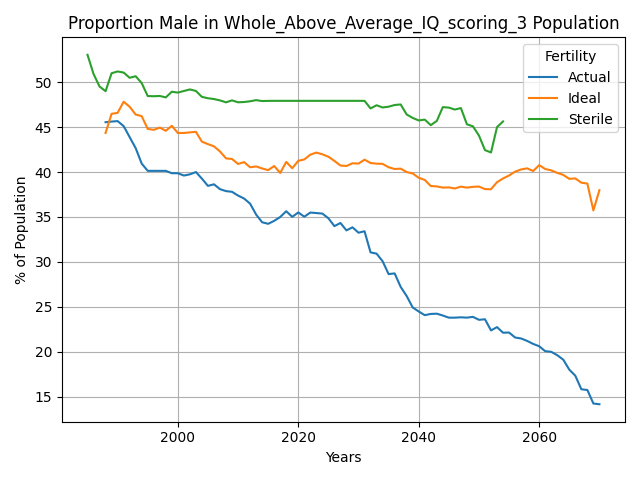 Proportion Male in Whole_Above_Average_IQ_scoring_3 Population
Fertility
Actual
Ideal
Sterile
% of Population
50
45
40
35
30
25
20
15
2000
2020
2040
2060
Years